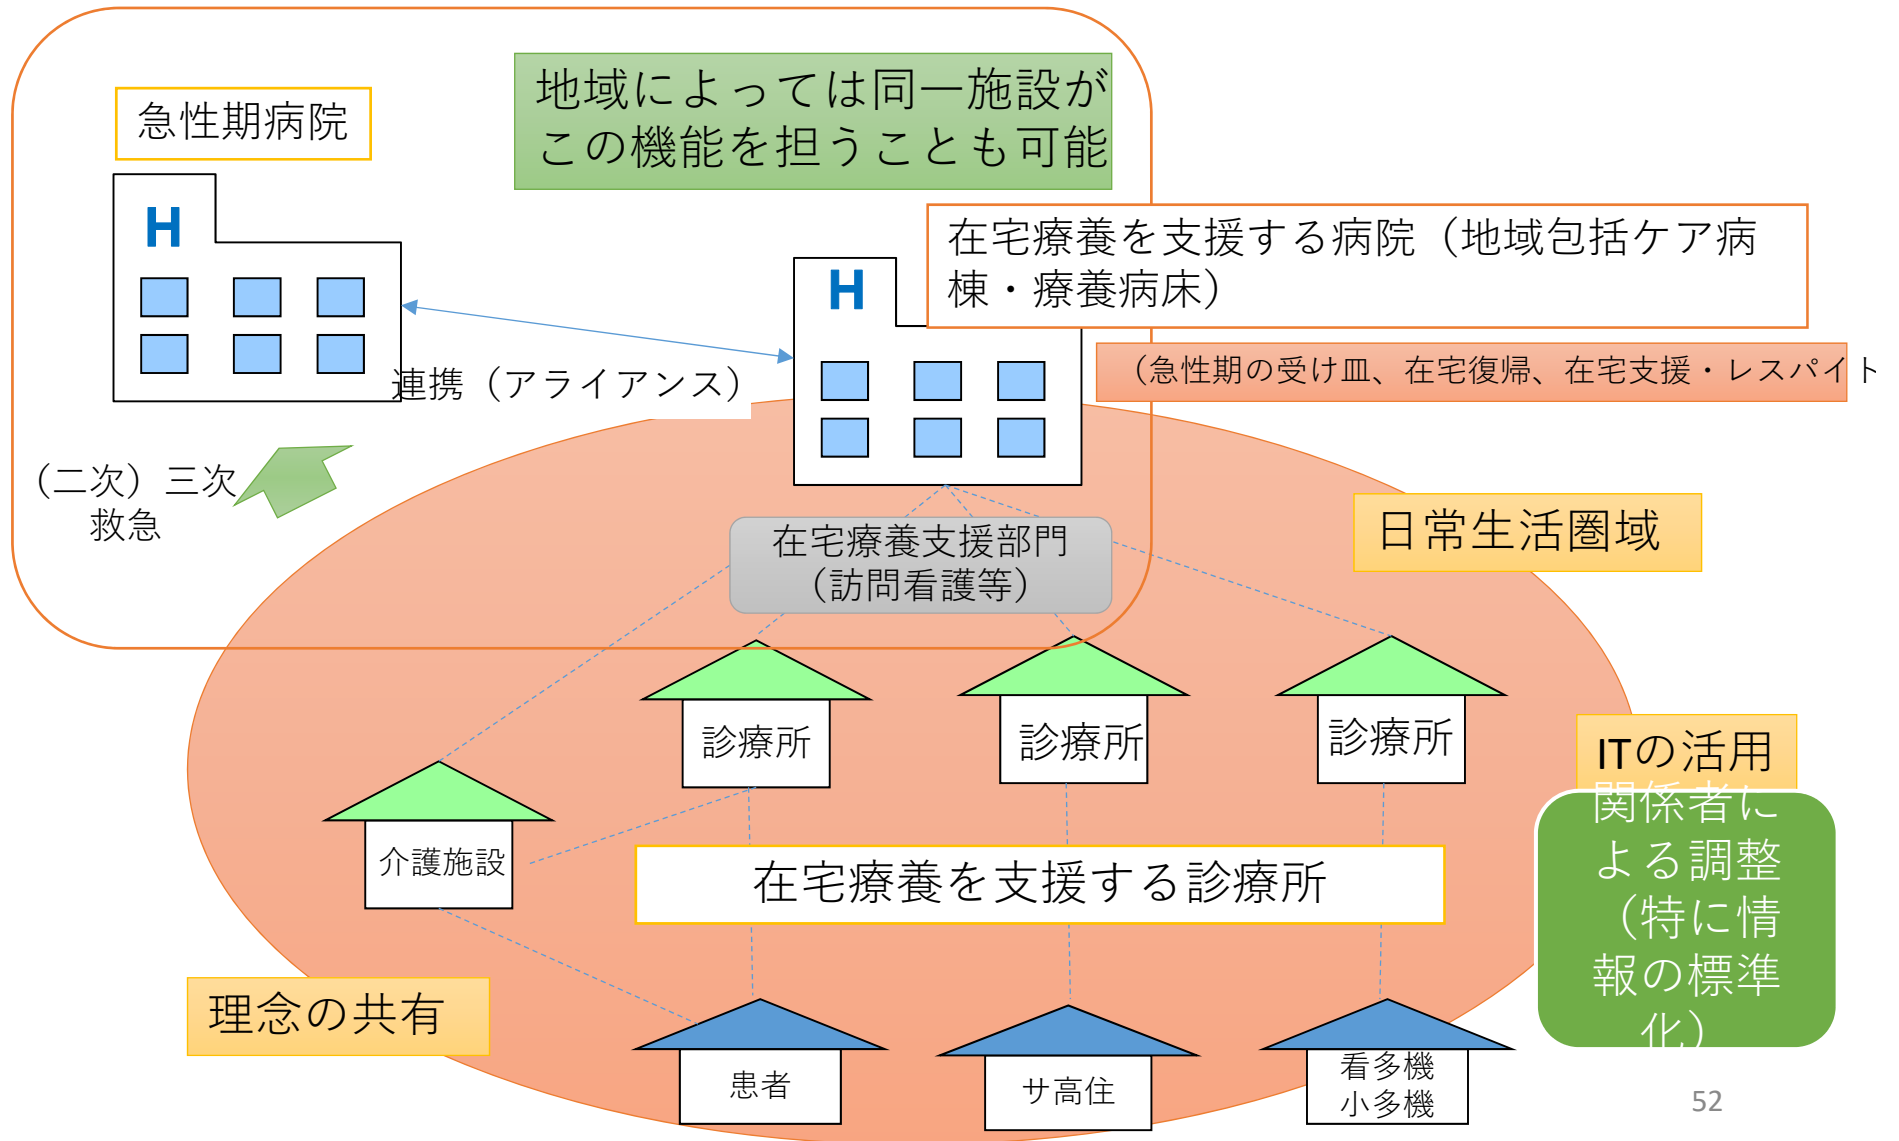 地域によっては同一施設が
この機能を担うことも可能
急性期病院
H
在宅療養を支援する病院（地域包括ケア病
棟・療養病床）
H
（急性期の受け皿、在宅復帰、在宅支援・レスパイト
連携（アライアンス）
（二次）三次
救急
在宅療養支援部門
（訪問看護等）
日常生活圏域
診療所
診療所
診療所
ITの活用
関係者に
よる調整
（特に情
報の標準
化）
介護施設
在宅療養を支援する診療所
理念の共有
患者
サ高住
看多機
小多機
52